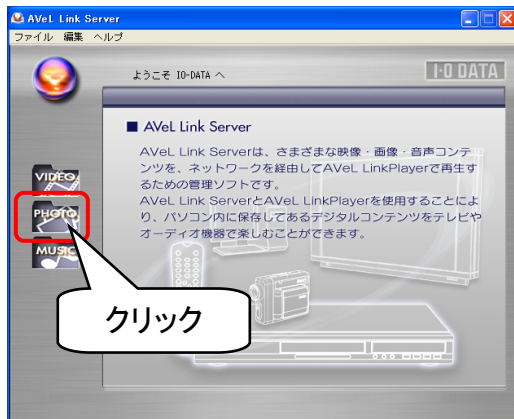 AVeL Link Server
ファイル 編集 ヘルプ
ようこそ IO-DATA へ
I-O DATA
■ AVeL Link Server
AVeL Link Serverは、さまざまな映像・画像・音声コンテ
ンツを、ネットワークを経由してAVeL LinkPlayerで再生す
るための管理ソフトです。
AVeL Link ServerとAVeL LinkPlayerを使用することによ
り、パソコン内に保存してあるデジタルコンテンツをテレビや
オーディオ機器で楽しむことができます。
VIDEO
PHOTO
MUSIC
クリック